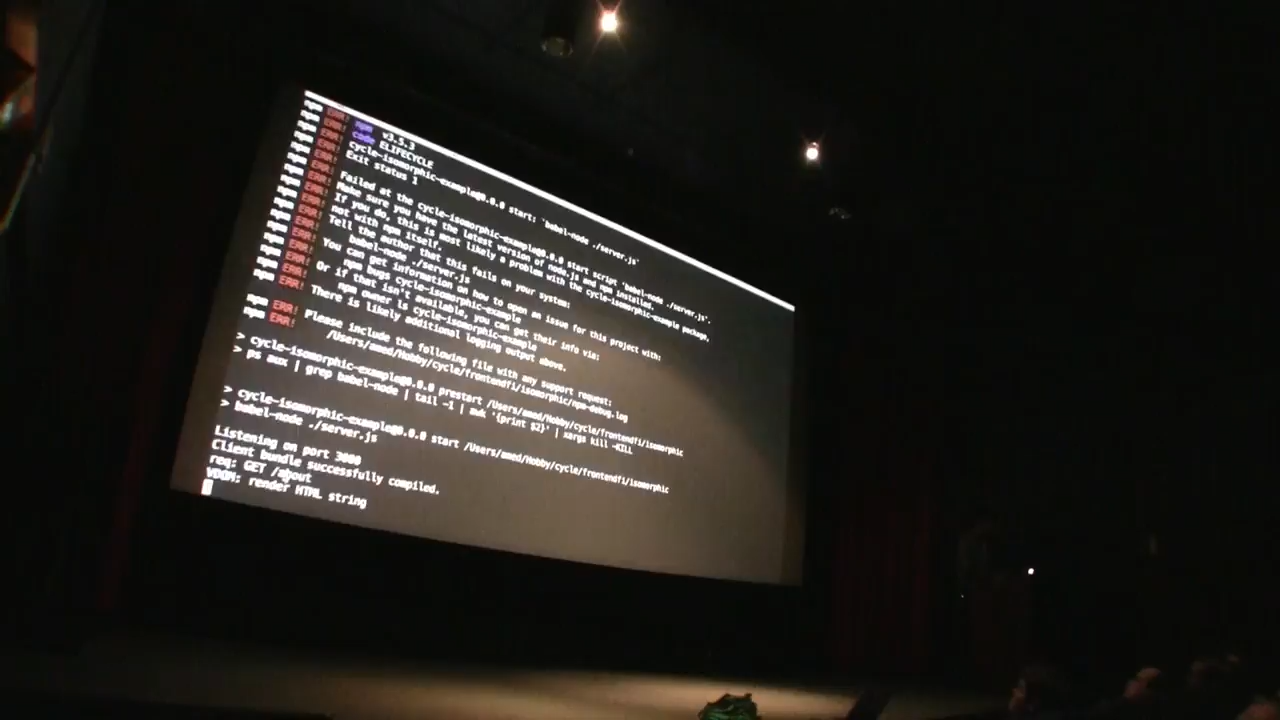 npm ERR! npm v3.5.3
npm ERR! code ELIFECYCLE
npm ERR! cycle-isomorphic-example@0.0.0 start: `babel-node ./server.js`
npm ERR! Exit status 1
npm ERR!
npm ERR! Failed at the cycle-isomorphic-example@0.0.0 start script 'babel-node ./server.js'.
npm ERR! Make sure you have the latest version of node.js and npm installed.
npm ERR! If you do, this is most likely a problem with the cycle-isomorphic-example package,
npm ERR! not with npm itself.
npm ERR! Tell the author that this fails on your system:
npm ERR! babel-node ./server.js
npm ERR! You can get information on how to open an issue for this project with:
npm ERR! npm bugs cycle-isomorphic-example
npm ERR! Or if that isn't available, you can get their info via:
npm ERR! npm owner ls cycle-isomorphic-example
npm ERR! There is likely additional logging output above.
npm ERR! Please include the following file with any support request:
npm ERR! /Users/amed/Hobby/cycle/frontendfi/isomorphic/npm-debug.log
> cycle-isomorphic-example@0.0.0 prestart /Users/amed/Hobby/cycle/frontendfi/isomorphic
> ps aux | grep babel-node | tail -1 | awk '{print $2}' | xargs kill -KILL
> cycle-isomorphic-example@0.0.0 start /Users/amed/Hobby/cycle/frontendfi/isomorphic
> babel-node ./server.js
Listening on port 3000
Client bundle successfully compiled.
req: GET /about
VDOM: render HTML string